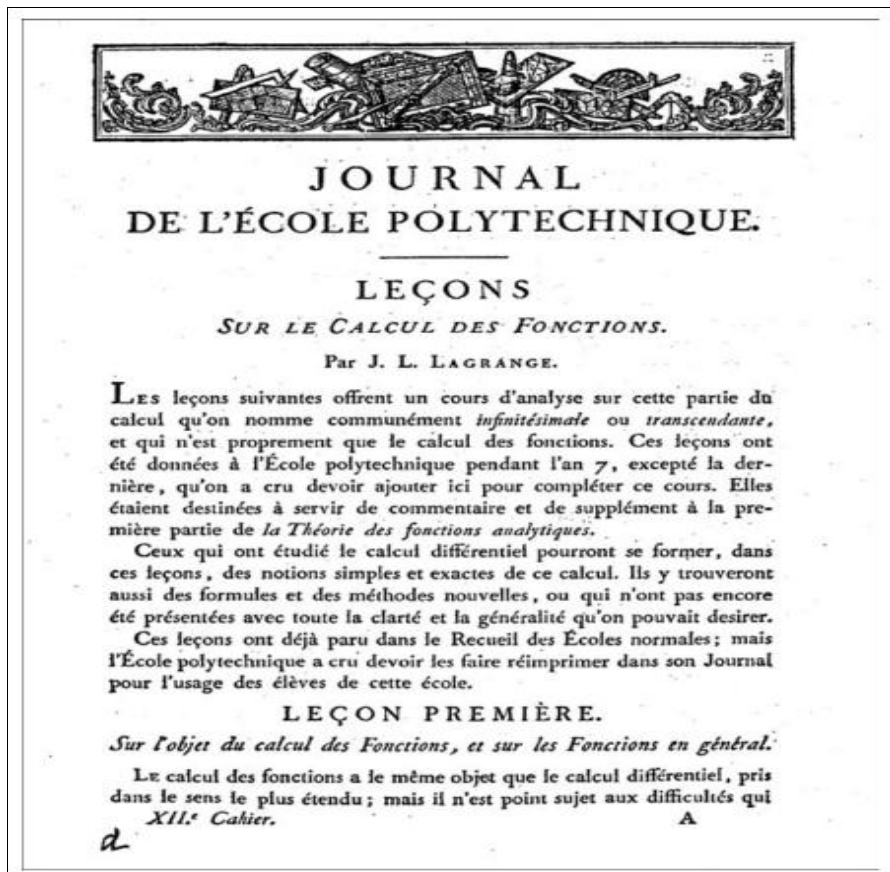 JOURNAL
DE L'ÉCOLE POLYTECHNIQUE.
LEÇONS
SUR LE CALCUL DES FONCTIONS.
Par J. L. LAGRANGE.
LES leçons suivantes offrent un cours d'analyse sur cette partie du
calcul qu'on nomme communément infinitésimale ou transcendante,
et qui n'est proprement que le calcul des fonctions. Ces leçons ont
été données à l'École polytechnique pendant l'an 7, excepté la der-
nière, qu'on a cru devoir ajouter ici pour compléter ce cours. Elles
étaient destinées à servir de commentaire et de supplément à la pre-
mière partie de la Théorie des fonctions analytiques.
Ceux qui ont étudié le calcul différentiel pourront se former, dans
ces leçons, des notions simples et exactes de ce calcul. Ils y trouveront
aussi des formules et des méthodes nouvelles, ou qui n'ont pas encore
été présentées avec toute la clarté et la généralité qu'on pouvait desirer.
Ces leçons ont déjà paru dans le Recueil des Écoles normales; mais
l'École polytechnique a cru devoir les faire réimprimer dans son Journal
pour l'usage des élèves de cette école.
LEÇON PREMIÈRE.
Sur l'objet du calcul des Fonctions, et sur les Fonctions en général.
LE calcul des fonctions a le même objet que le calcul différentiel, pris
dans le sens le plus étendu; mais il n'est point sujet aux difficultés qui
XII.e Cahier. A
d